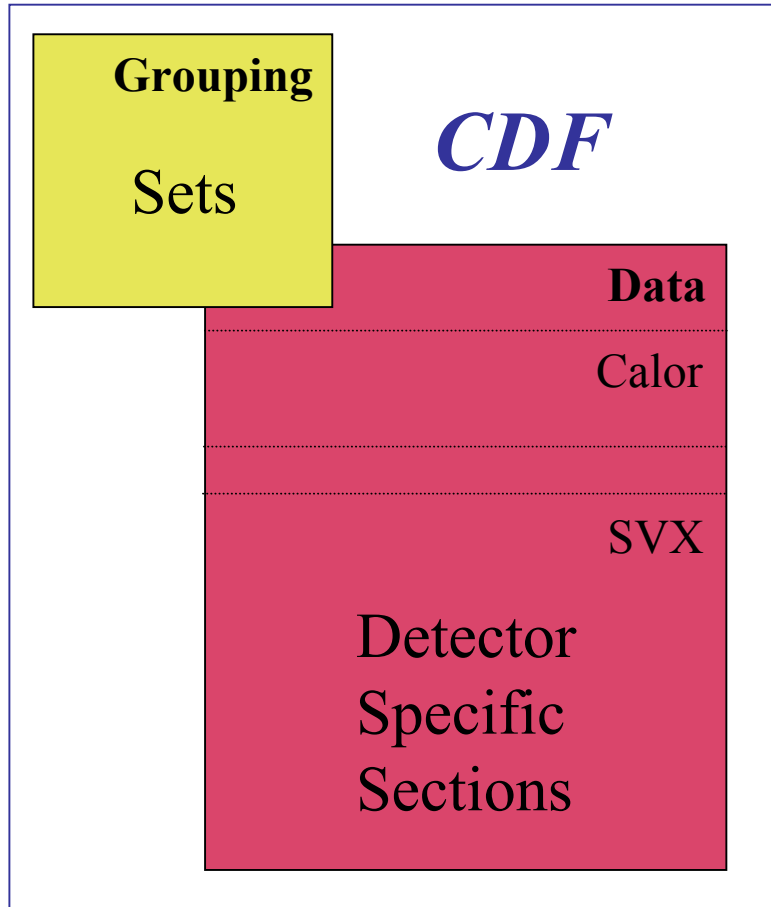 Grouping
Sets
CDF
Data
Calor
SVX
Detector
Specific
Sections